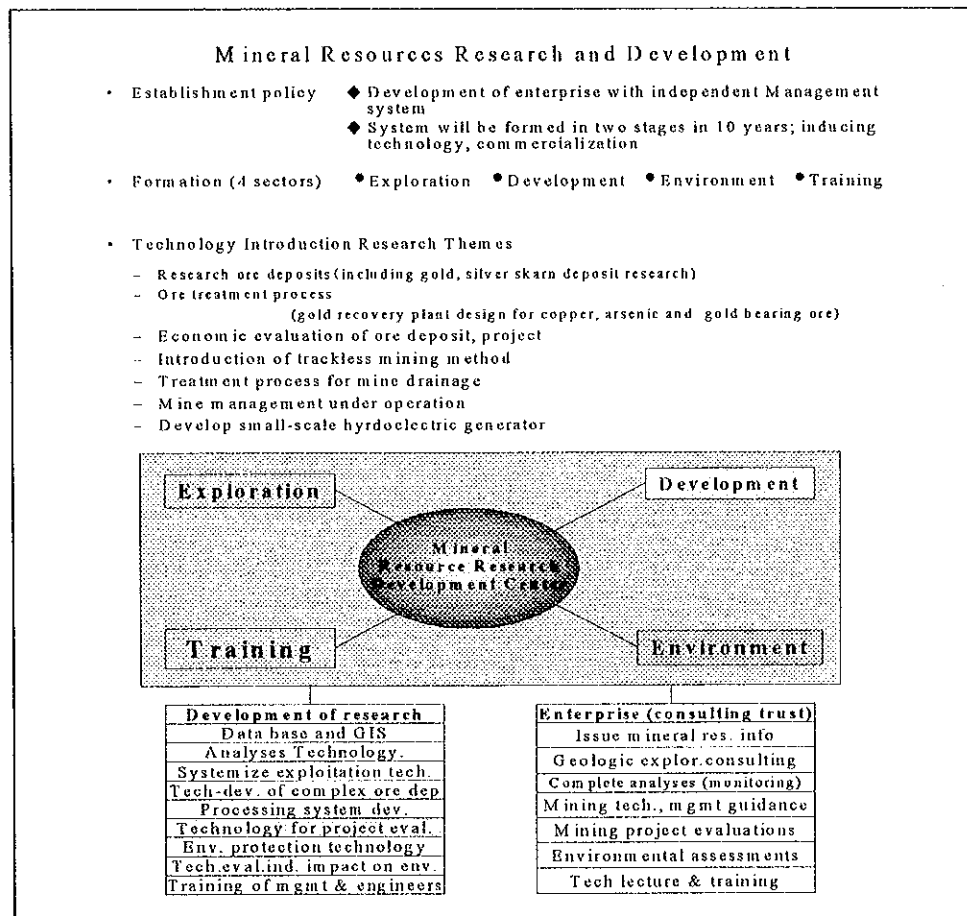 Mineral Resources Research and Development
• Establishment policy ◆ Development of enterprise with independent Management
system
◆ System will be formed in two stages in 10 years; inducing
technology, commercialization
• Formation (4 sectors) • Exploration • Development • Environment • Training
• Technology Introduction Research Themes
– Research ore deposits (including gold, silver skarn deposit research)
– Ore treatment process
(gold recovery plant design for copper, arsenic and gold bearing ore)
– Economic evaluation of ore deposit, project
– Introduction of trackless mining method
– Treatment process for mine drainage
– Mine management under operation
– Develop small-scale hyrdoelectric generator
Exploration
Development
Mineral
Resource Research
Development Center
Training
Environment
Development of research
Data base and GIS
Analyses Technology.
Systemize exploitation tech.
Tech-dev. of complex ore dep
Processing system dev.
Technology for project eval.
Env. protection technology
Tech.eval.ind. impact on env.
Training of mgmt & engineers
Enterprise (consulting trust)
Issue mineral res. info
Geologic explor.consulting
Complete analyses (monitoring)
Mining tech., mgmt guidance
Mining project evaluations
Environmental assessments
Tech lecture & training